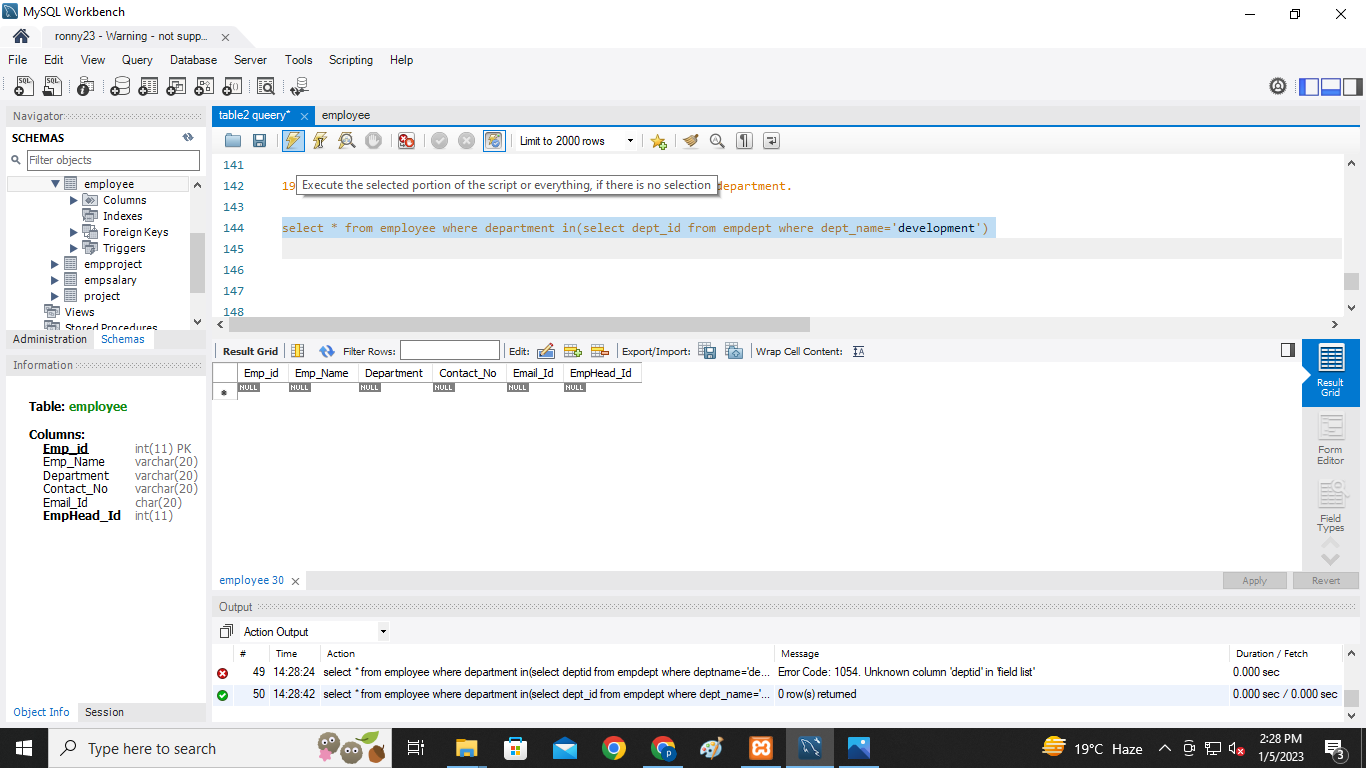 MySQL Workbench
ronny23 - Warning - not supp...
File Edit View Query Database Server Tools Scripting Help
Navigator
SCHEMAS
Filter objects
employee
Columns
Indexes
Foreign Keys
Triggers
empproject
empsalary
project
Views
Stored Procedures
Administration Schemas
Information
Table: employee
Columns:
Emp_id int(11) PK
Emp_Name varchar(20)
Department varchar(20)
Contact_No varchar(20)
Email_Id char(20)
EmpHead_Id int(11)
Object Info Session
table2 queery* employee
Limit to 2000 rows
141
142 19 department.
Execute the selected portion of the script or everything, if there is no selection
143
144 select * from employee where department in(select dept_id from empdept where dept_name='development')
145
146
147
148
Result Grid Filter Rows: Edit: Export/Import: Wrap Cell Content:
Emp_id Emp_Name Department Contact_No Email_Id EmpHead_Id
NULL NULL NULL NULL NULL NULL
Result
Grid
Form
Editor
Field
Types
employee 30
Apply Revert
Output
Action Output
# Time Action Message Duration / Fetch
49 14:28:24 select * from employee where department in(select deptid from empdept where deptname='de... Error Code: 1054. Unknown column 'deptid' in 'field list' 0.000 sec
50 14:28:42 select * from employee where department in(select dept_id from empdept where dept_name='... 0 row(s) returned 0.000 sec / 0.000 sec
Type here to search
19°C Haze
2:28 PM
1/5/2023
3